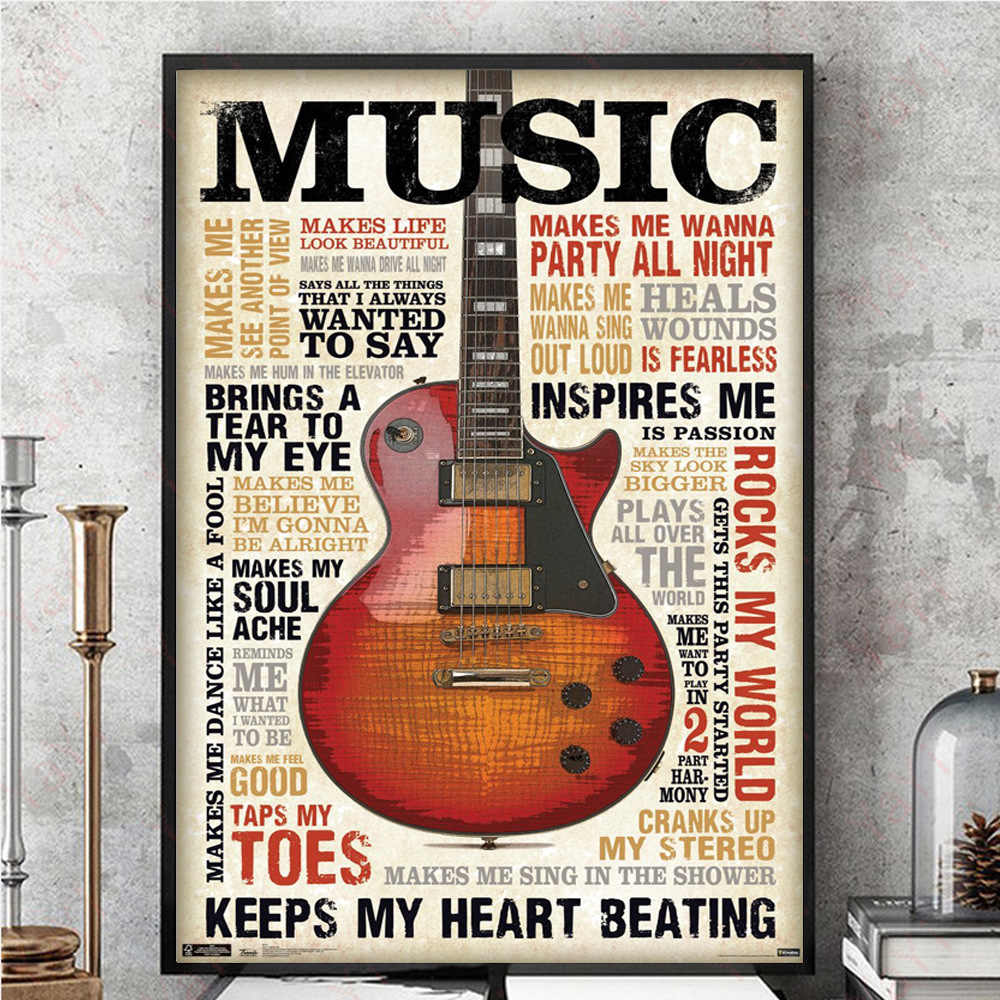 MUSIC
MAKES ME
SEE ANOTHER
POINT OF VIEW
MAKES LIFE
LOOK BEAUTIFUL
MAKES ME WANNA DRIVE ALL NIGHT
SAYS ALL THE THINGS
THAT I ALWAYS
WANTED
TO SAY
MAKES ME HUM IN THE ELEVATOR
BRINGS A
TEAR TO
MY EYE
MAKES ME DANCE LIKE A FOOL
MAKES ME
BELIEVE
I'M GONNA
BE ALRIGHT
MAKES MY
SOUL
ACHE
REMINDS
ME
WHAT
I WANTED
TO BE
MAKES ME FEEL
GOOD
TAPS MY
TOES
MAKES ME WANNA
PARTY ALL NIGHT
MAKES ME
WANNA SING
OUT LOUD
HEALS
WOUNDS
IS FEARLESS
INSPIRES ME
IS PASSION
MAKES THE
SKY LOOK
BIGGER
ROCKS MY WORLD
PLAYS
ALL OVER
THE
WORLD
GETS THIS PARTY STARTED
MAKES
ME
WANT
TO
PLAY
IN
2
PART
HAR-
MONY
CRANKS UP
MY STEREO
MAKES ME SING IN THE SHOWER
KEEPS MY HEART BEATING